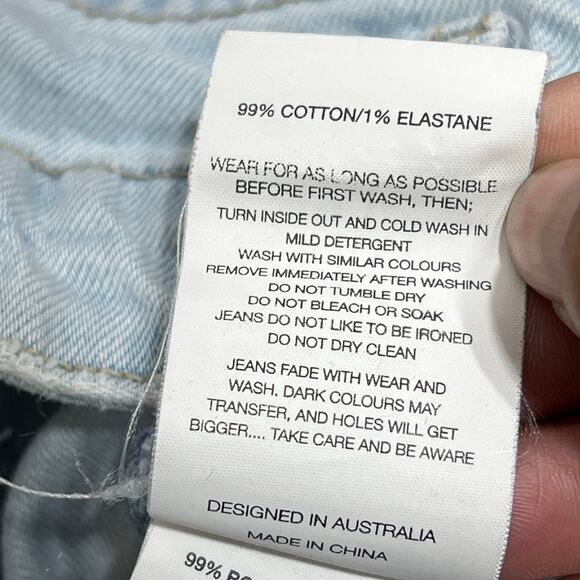 99% COTTON/1% ELASTANE
WEAR FOR AS LONG AS POSSIBLE
BEFORE FIRST WASH, THEN;
TURN INSIDE OUT AND COLD WASH IN
MILD DETERGENT
WASH WITH SIMILAR COLOURS
REMOVE IMMEDIATELY AFTER WASHING
DO NOT TUMBLE DRY
DO NOT BLEACH OR SOAK
JEANS DO NOT LIKE TO BE IRONED
DO NOT DRY CLEAN
JEANS FADE WITH WEAR AND
WASH. DARK COLOURS MAY
TRANSFER, AND HOLES WILL GET
BIGGER.... TAKE CARE AND BE AWARE
DESIGNED IN AUSTRALIA
MADE IN CHINA
99%